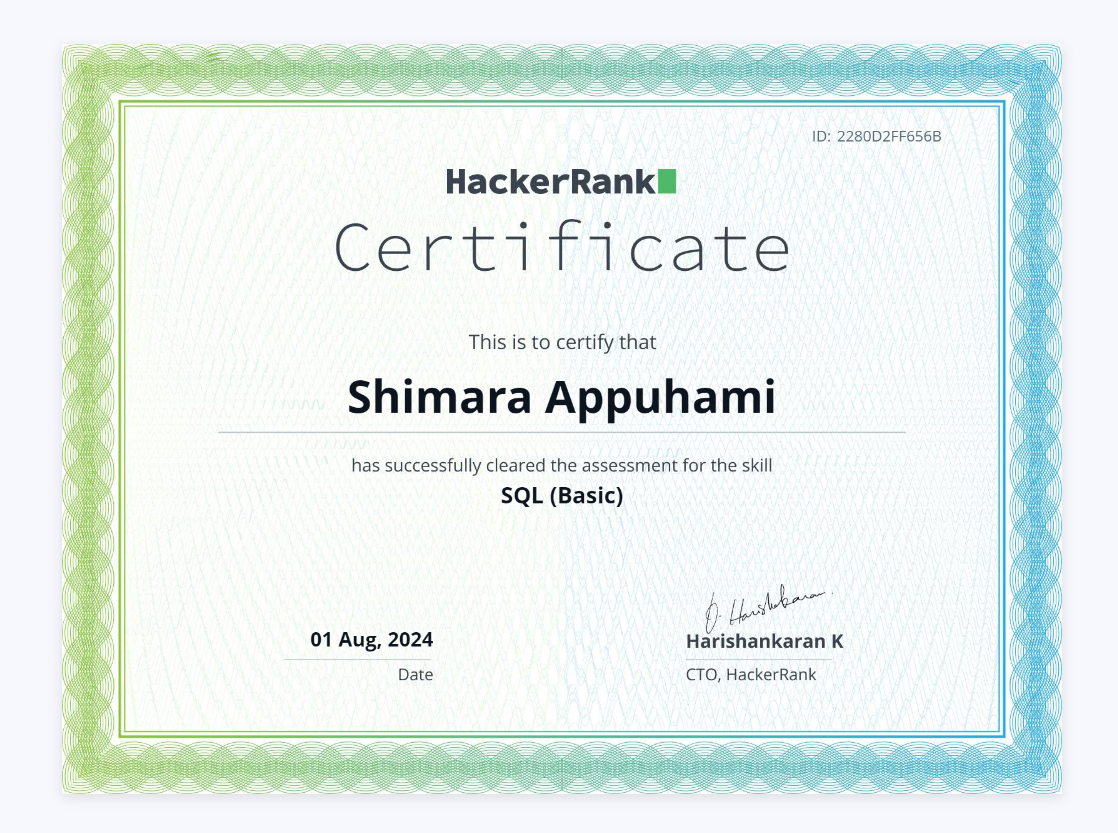 ID: 2280D2FF656B
HackerRank
Certificate
This is to certify that
Shimara Appuhami
has successfully cleared the assessment for the skill
SQL (Basic)
01 Aug, 2024
Date
D. Harishabaran.
Harishankaran K
CTO, HackerRank